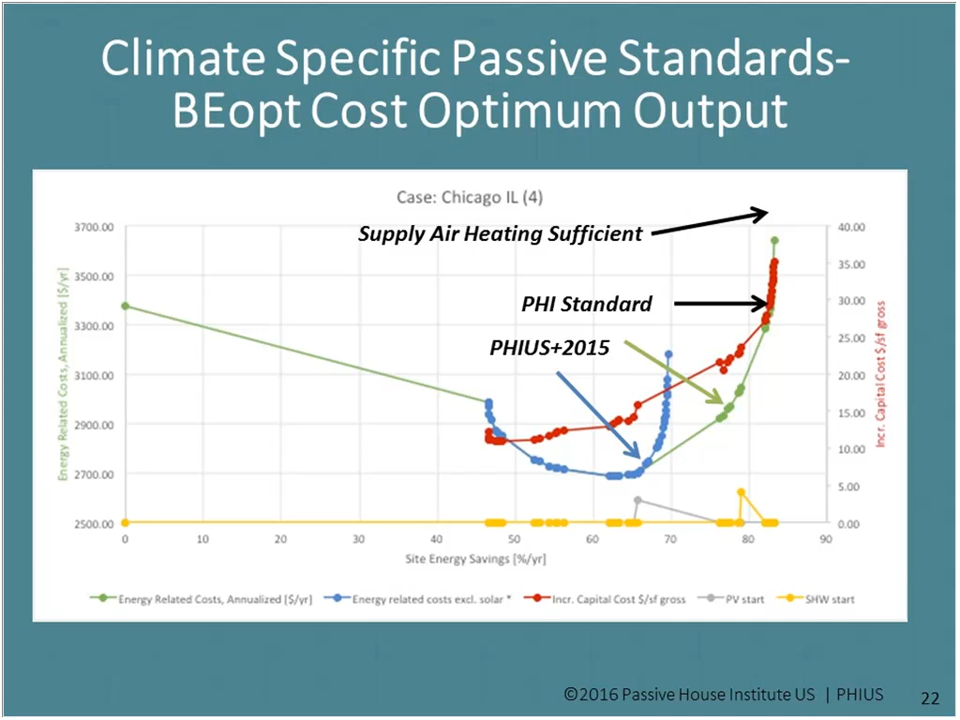 Climate Specific Passive Standards-
BEopt Cost Optimum Output
Case: Chicago IL (4)
Supply Air Heating Sufficient
PHI Standard
PHIUS+2015
Energy Related Costs, Annualized [$/yr]
3700.00
3500.00
3300.00
3100.00
2900.00
2700.00
2500.00
40.00
35.00
30.00
25.00
20.00
15.00
10.00
5.00
0.00
Incr. Capital Cost $/sf gross
0 10 20 30 40 50 60 70 80 90
Site Energy Savings [%/yr]
Energy Related Costs, Annualized [$/yr] Energy related costs excl. solar * Incr. Capital Cost $/sf gross PV start SHW start
©2016 Passive House Institute US | PHIUS 22